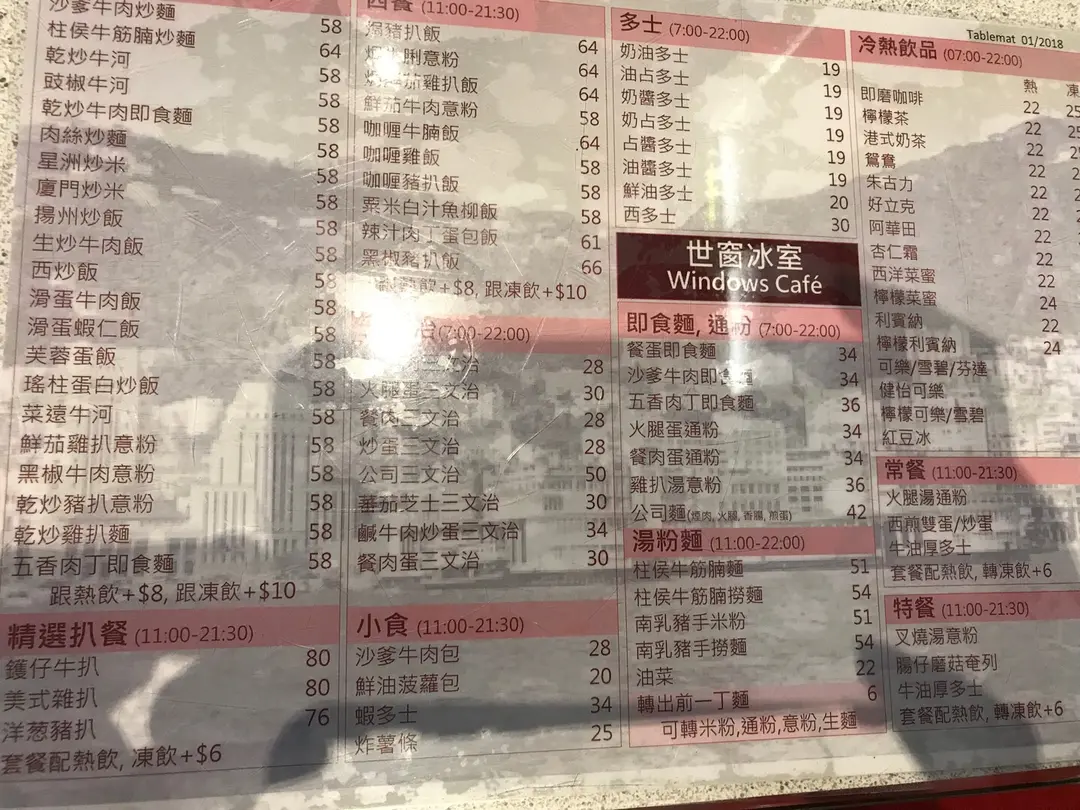 沙爹牛肉炒麵
柱侯牛筋腩炒麵 58
乾炒牛河 64
豉椒牛河 58
乾炒牛肉即食麵 58
肉絲炒麵 58
星洲炒米 58
廈門炒米 58
揚州炒飯 58
生炒牛肉飯 58
西炒飯 58
滑蛋牛肉飯 58
滑蛋蝦仁飯 58
芙蓉蛋飯 58
瑤柱蛋白炒飯 58
菜遠牛河 58
鮮茄雞扒意粉 58
黑椒牛肉意粉 58
乾炒豬扒意粉 58
乾炒雞扒麵 58
五香肉丁即食麵 58
跟熱飲+$8, 跟凍飲+$10
精選扒餐 (11:00-21:30)
鑊仔牛扒 80
美式雜扒 80
洋葱豬扒 76
套餐配熱飲, 凍飲+$6
西餐 (11:00-21:30)
豬扒飯 64
脷意粉 64
茄雞扒飯 64
鮮茄牛肉意粉 58
咖喱牛腩飯 64
咖喱雞飯 58
咖喱豬扒飯 58
粟米白汁魚柳飯 58
辣汁肉丁蛋包飯 61
黑椒豬扒飯 66
飲+$8, 跟凍飲+$10
(7:00-22:00)
三文治 28
火腿蛋三文治 30
餐肉三文治 28
炒蛋三文治 28
公司三文治 50
蕃茄芝士三文治 30
鹹牛肉炒蛋三文治 34
餐肉蛋三文治 30
小食 (11:00-21:30)
沙爹牛肉包 28
鮮油菠蘿包 20
蝦多士 34
炸薯條 25
多士 (7:00-22:00)
奶油多士 19
油占多士 19
奶醬多士 19
奶占多士 19
占醬多士 19
油醬多士 19
鮮油多士 20
西多士 30
世窗冰室
Windows Café
即食麵, 通粉 (7:00-22:00)
餐蛋即食麵 34
沙爹牛肉即食麵 34
五香肉丁即食麵 36
火腿蛋通粉 34
餐肉蛋通粉 34
雞扒湯意粉 36
公司麵 (燒肉, 火腿, 香腸, 煎蛋) 42
湯粉麵 (11:00-22:00)
柱侯牛筋腩麵 51
柱侯牛筋腩撈麵 54
南乳豬手米粉 51
南乳豬手撈麵 54
油菜 22
轉出前一丁麵 6
可轉米粉,通粉,意粉,生麵
Tablemat 01/2018
冷熱飲品 (07:00-22:00)
熱 凍
即磨咖啡 22
檸檬茶 22
港式奶茶 22
鴛鴦 22
朱古力 22
好立克 22
阿華田 22
杏仁霜 22
西洋菜蜜 22
檸檬菜蜜 24
利賓納 22
檸檬利賓納 24
可樂/雪碧/芬達
健怡可樂
檸檬可樂/雪碧
紅豆冰
常餐 (11:00-21:30)
火腿湯通粉
西煎雙蛋/炒蛋
牛油厚多士
套餐配熱飲, 轉凍飲+6
特餐 (11:00-21:30)
叉燒湯意粉
腸仔磨菇奄列
牛油厚多士
套餐配熱飲, 轉凍飲+6